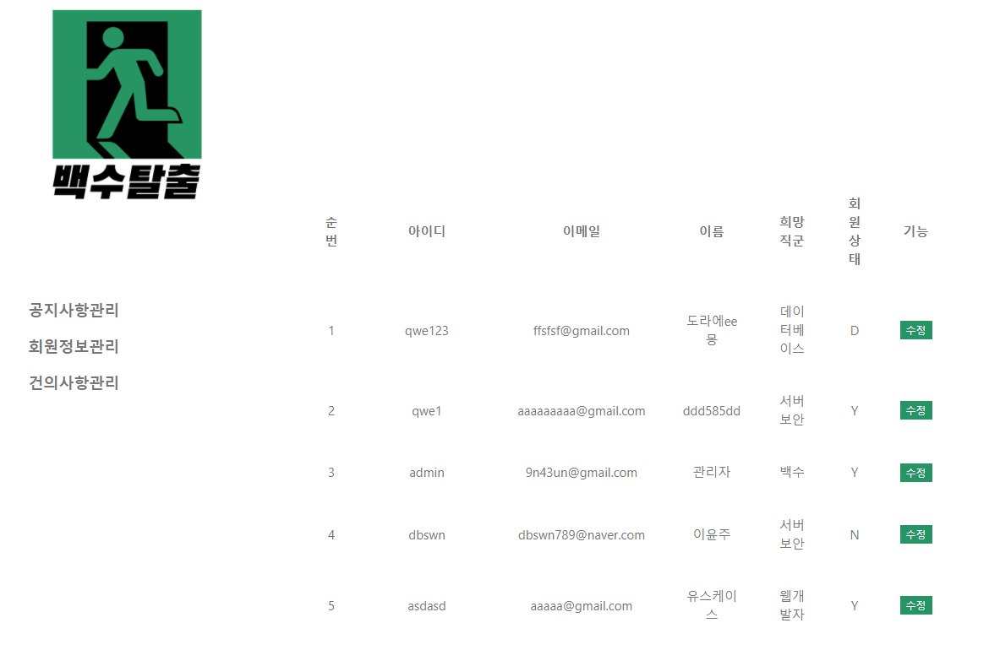 백수탈출
순
번
아이디
이메일
이름
희망
직군
회
원
상
태
기능
공지사항관리
회원정보관리
건의사항관리
1
qwe123
ffsfsf@gmail.com
도라에ee
몽
데이
터베
이스
D
수정
2
qwe1
aaaaaaaaa@gmail.com
ddd585dd
서버
보안
Y
수정
3
admin
9n43un@gmail.com
관리자
백수
Y
수정
4
dbswn
dbswn789@naver.com
이윤주
서버
보안
N
수정
5
asdasd
aaaaa@gmail.com
유스케이
스
웹개
발자
Y
수정